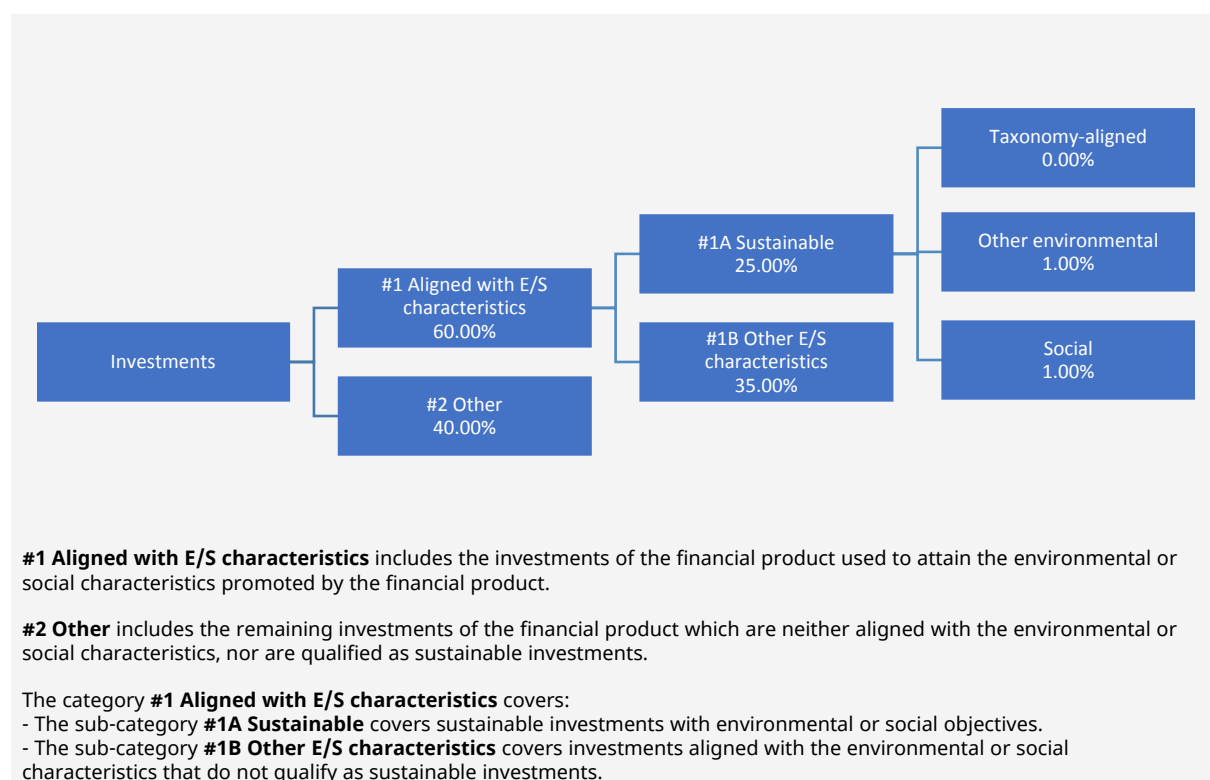 Investments
#1 Aligned with E/S
characteristics
60.00%
#2 Other
40.00%
#1A Sustainable
25.00%
#1B Other E/S
characteristics
35.00%
Taxonomy-aligned
0.00%
Other environmental
1.00%
Social
1.00%
#1 Aligned with E/S characteristics includes the investments of the financial product used to attain the environmental or
social characteristics promoted by the financial product.
#2 Other includes the remaining investments of the financial product which are neither aligned with the environmental or
social characteristics, nor are qualified as sustainable investments.
The category #1 Aligned with E/S characteristics covers:
- The sub-category #1A Sustainable covers sustainable investments with environmental or social objectives.
- The sub-category #1B Other E/S characteristics covers investments aligned with the environmental or social
characteristics that do not qualify as sustainable investments.